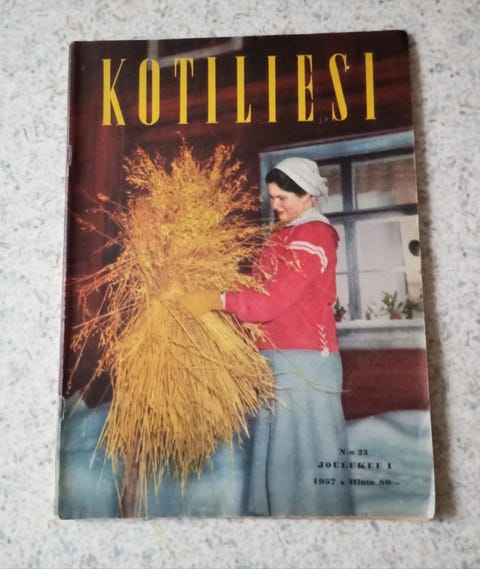 KOTILIESI
N:o 23
JOULUKUU 1
1957 • Hinta 80:–